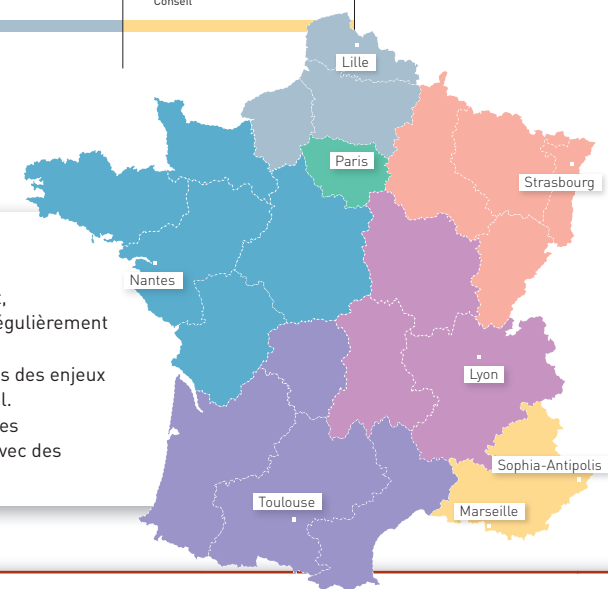 Conseil
Lille
Paris
Strasbourg
Nantes
égulièrement
s des enjeux
l.
es
vec des
Lyon
Sophia-Antipolis
Marseille
Toulouse